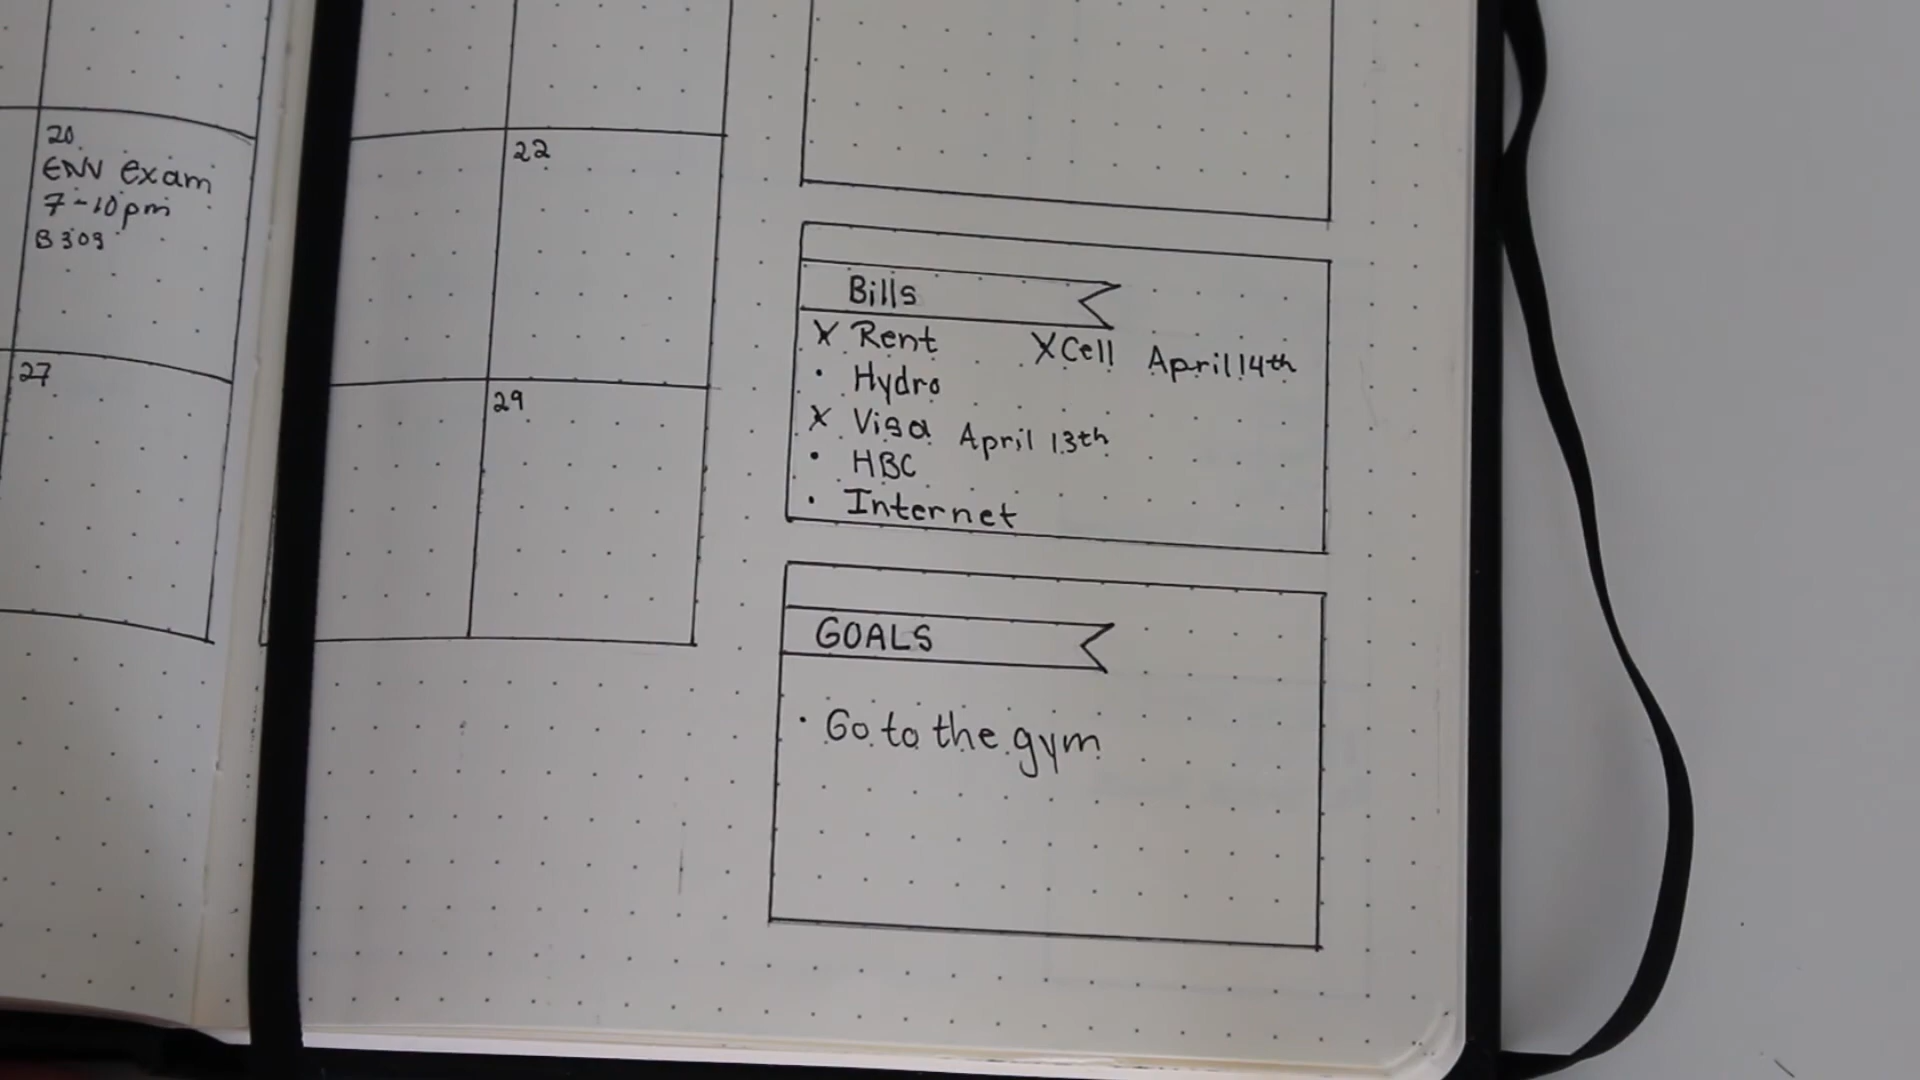 20
ENV exam
7-10pm
B309
27
22
29
Bills
X Rent X Cell April 14th
• Hydro
X Visa April 13th
• HBC
• Internet
GOALS
• Go to the gym